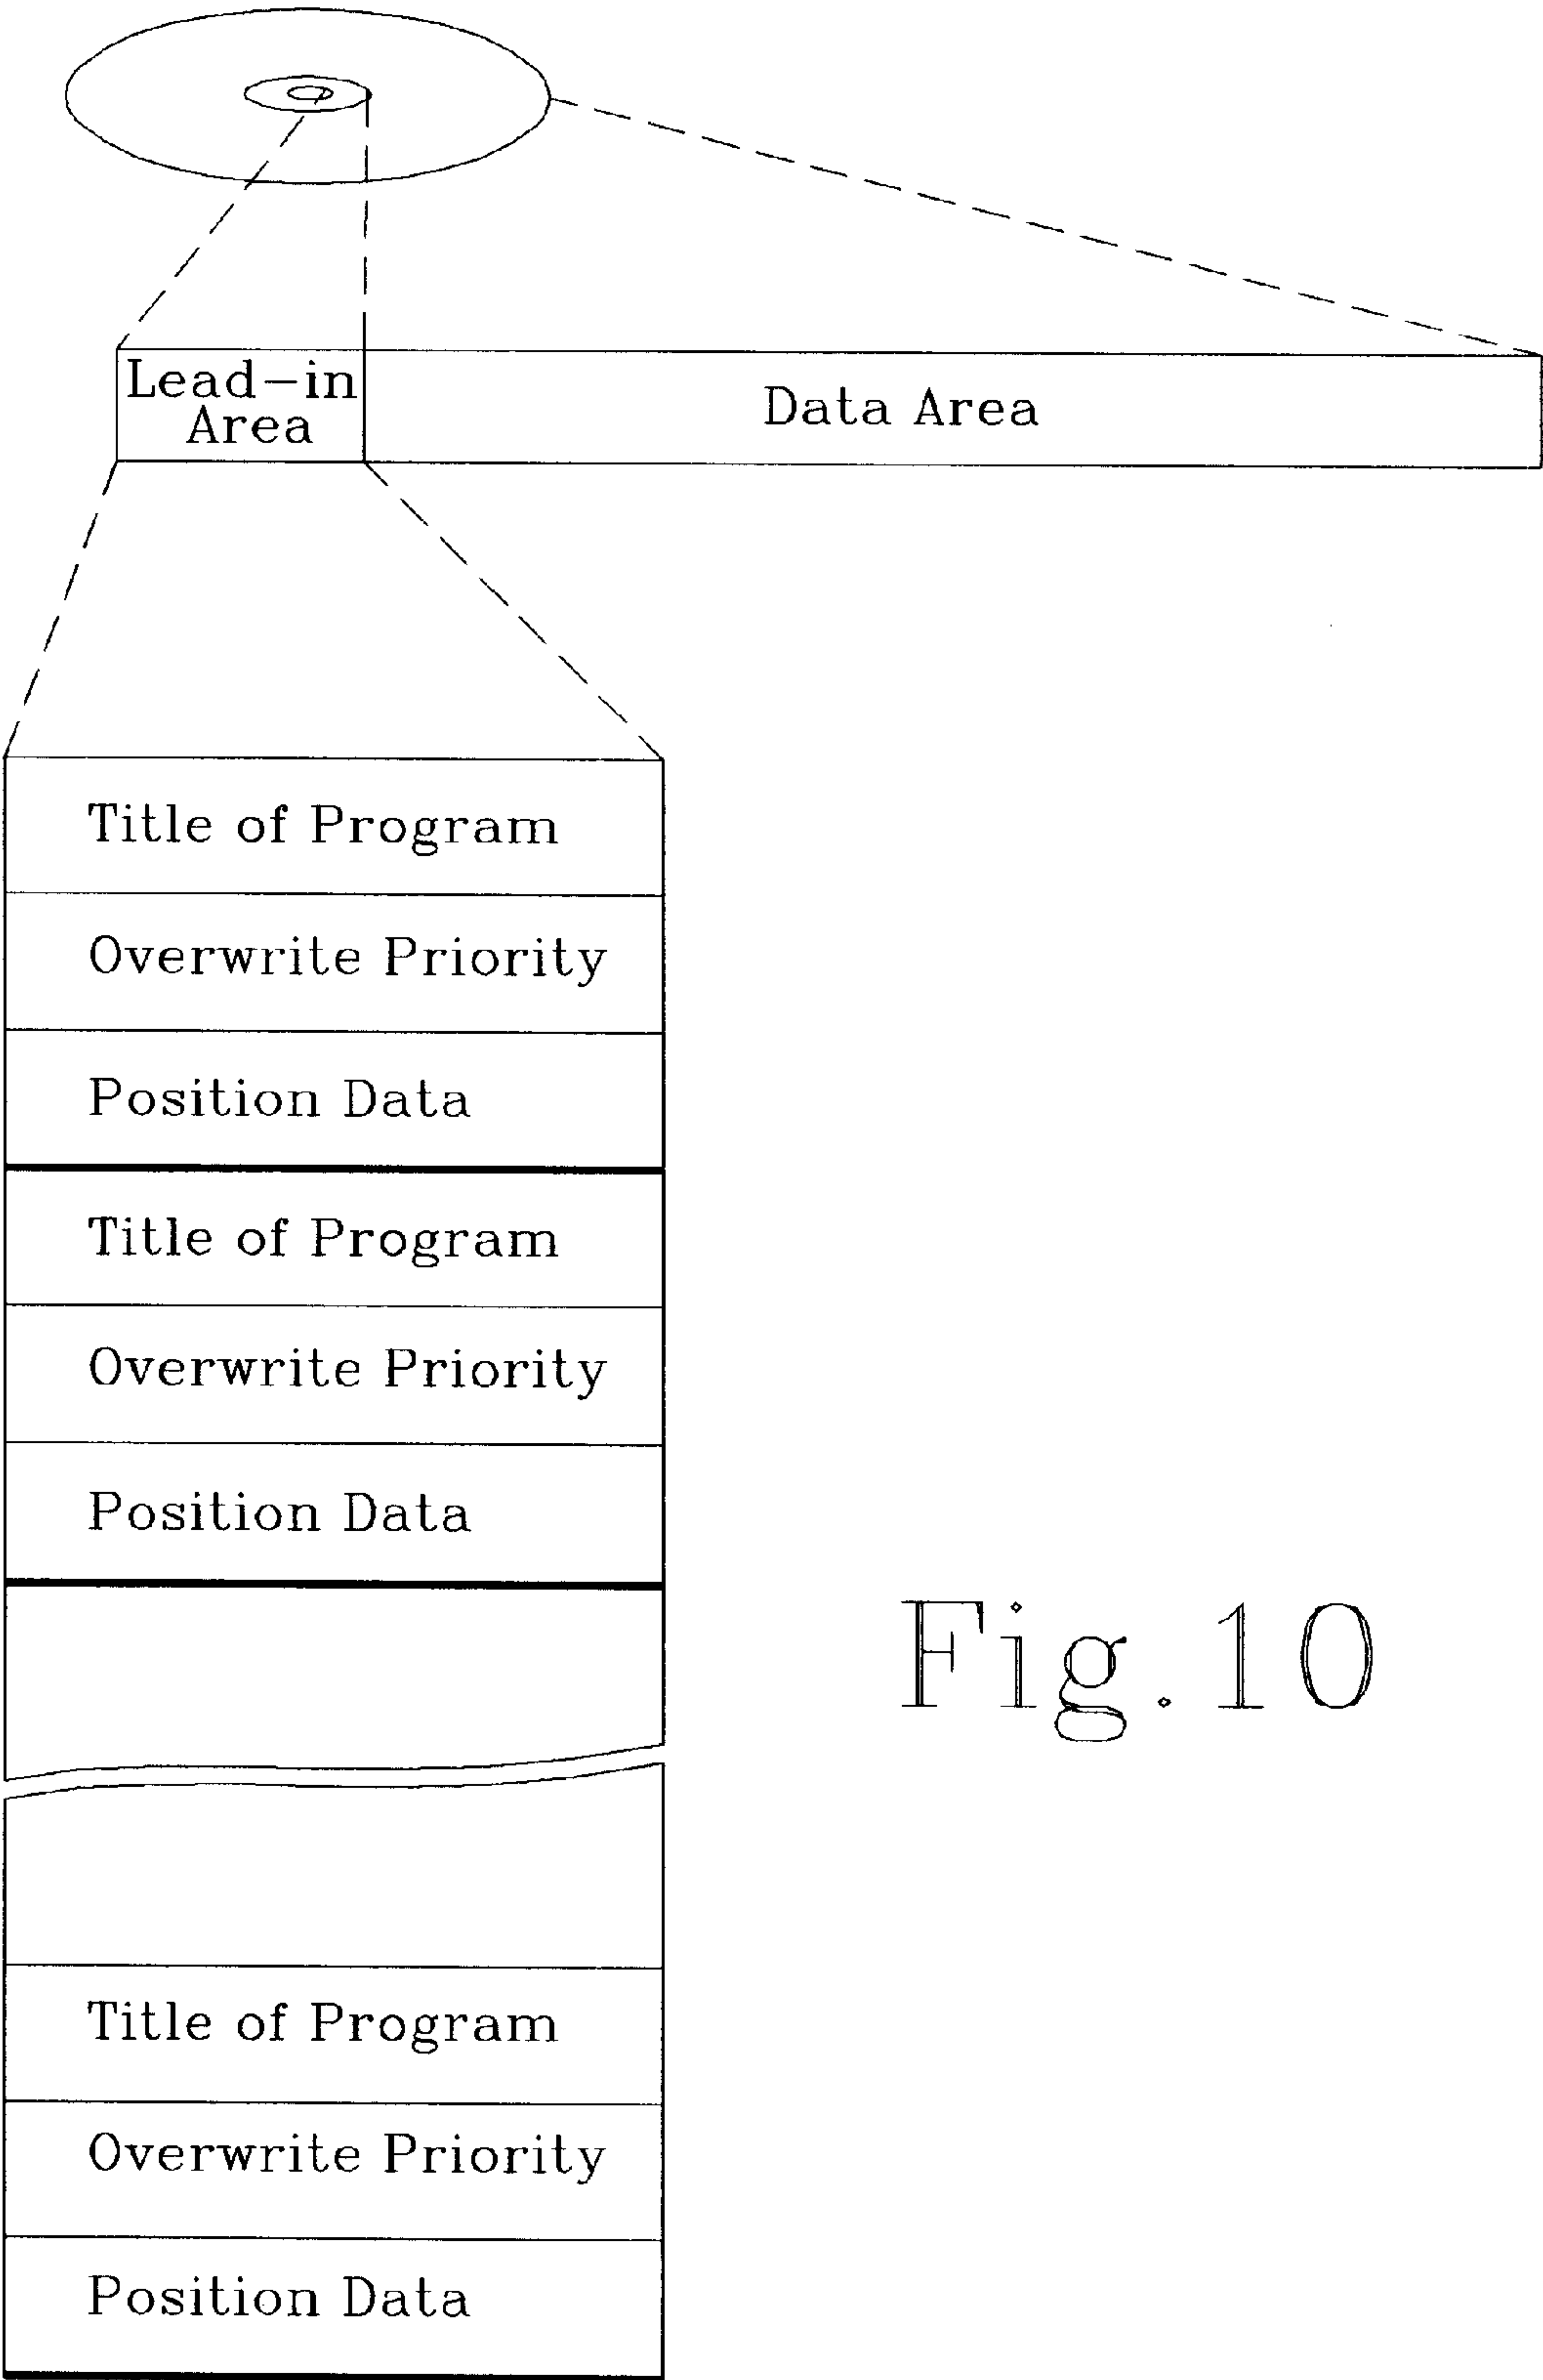 Lead-in
Area
Data Area
Title of Program
Overwrite Priority
Position Data
Title of Program
Overwrite Priority
Position Data
Fig.10
Title of Program
Overwrite Priority
Position Data